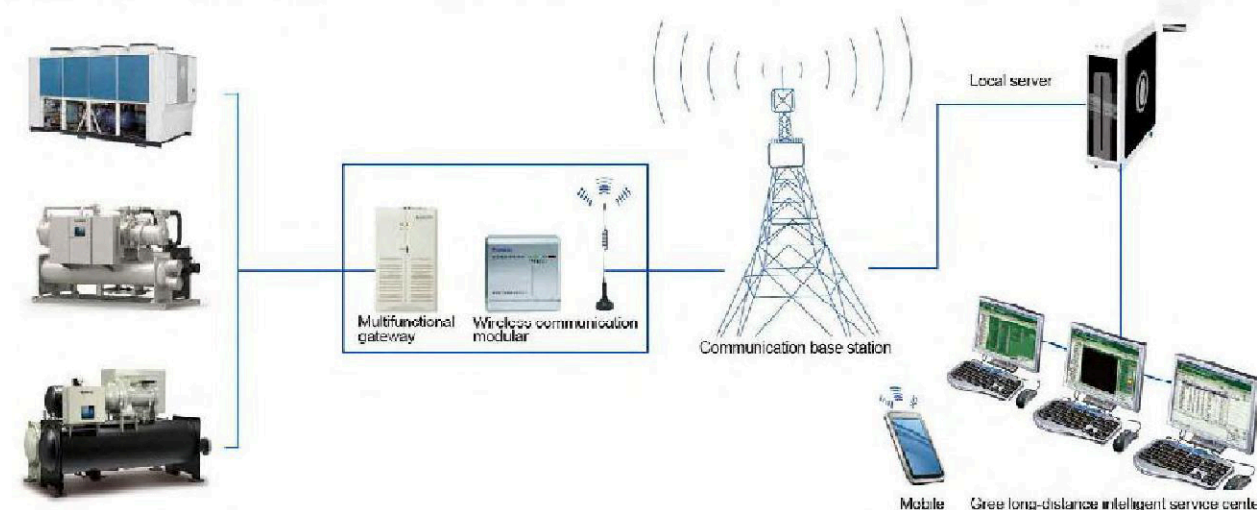 Local server
Multifunctional
gateway
Wireless communication
modular
Communication base station
Mobile
Gree long-distance intelligent service cente